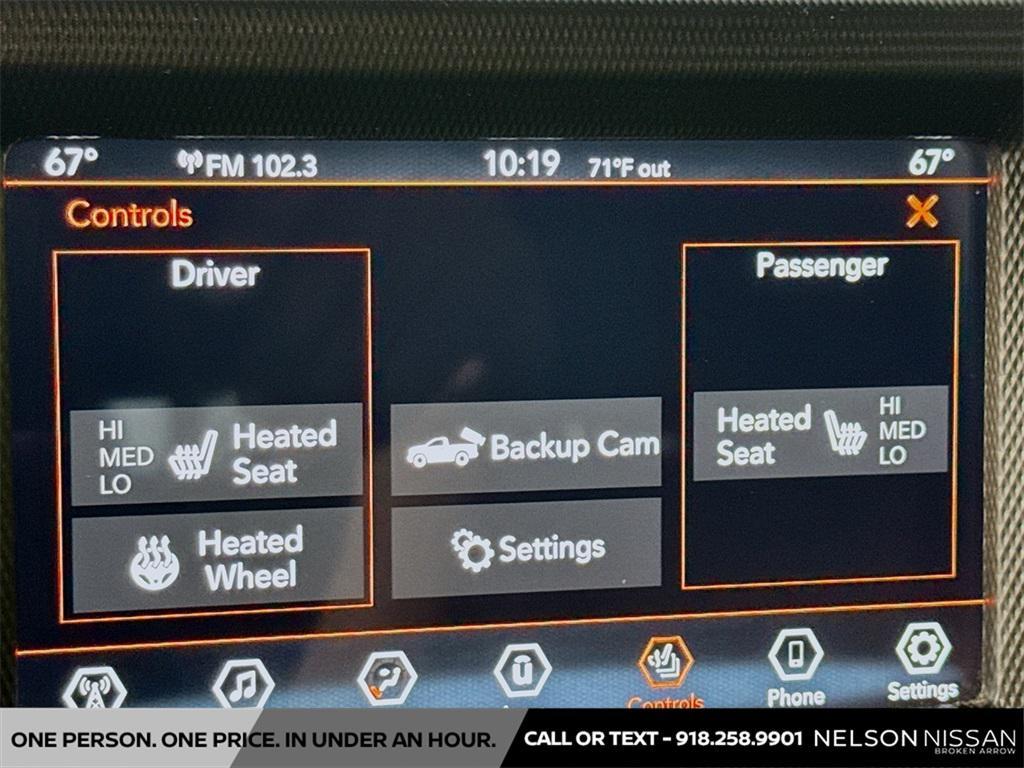 67° FM 102.3 10:19 71°F out 67°
Controls X
Driver
HI
MED
LO
Heated
Seat
Heated
Wheel
Backup Cam
Settings
Passenger
Heated
Seat
HI
MED
LO
Controls
Phone
Settings
ONE PERSON. ONE PRICE. IN UNDER AN HOUR.
CALL OR TEXT - 918.258.9901
NELSON NISSAN
BROKEN ARROW